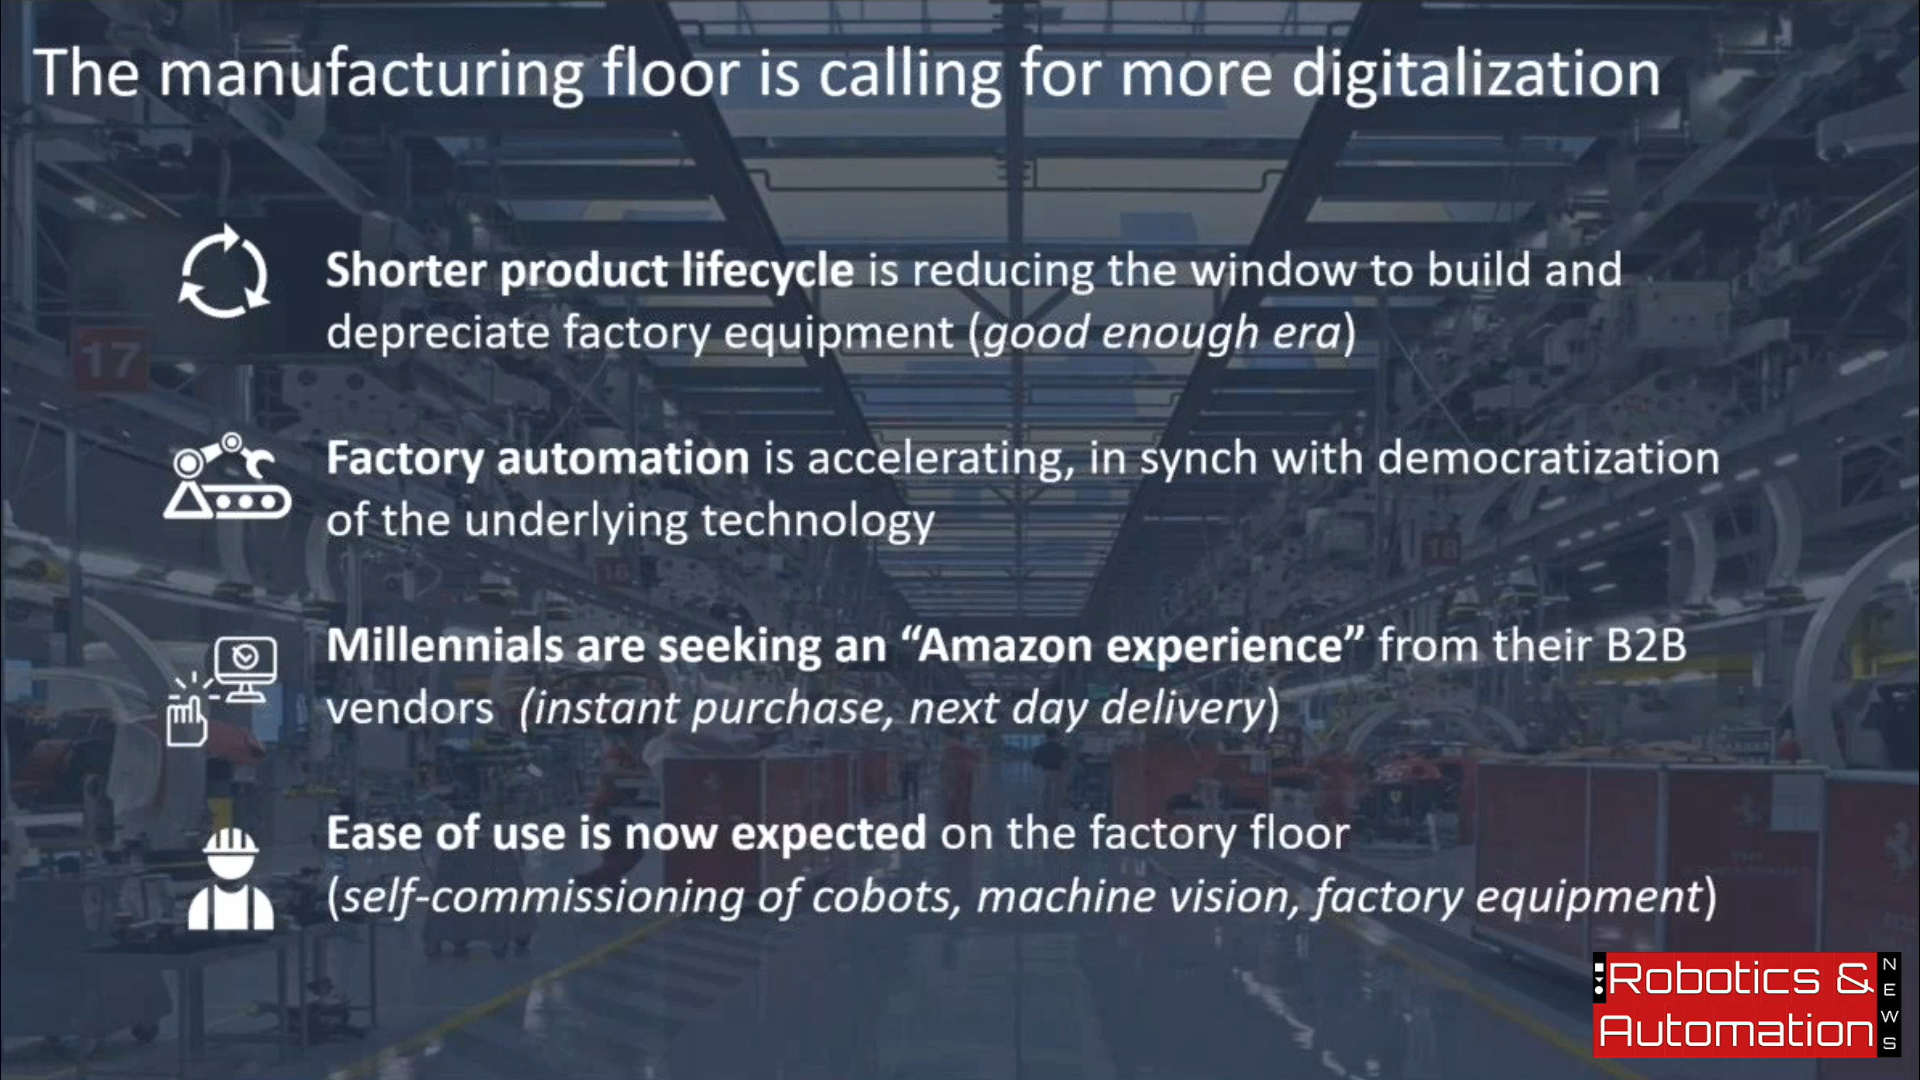 The manufacturing floor is calling for more digitalization
Shorter product lifecycle is reducing the window to build and
depreciate factory equipment (good enough era)
17
Factory automation is accelerating, in synch with democratization
of the underlying technology
16
18
Millennials are seeking an “Amazon experience” from their B2B
vendors (instant purchase, next day delivery)
Ease of use is now expected on the factory floor
(self-commissioning of cobots, machine vision, factory equipment)
Robotics &
Automation
NEWS